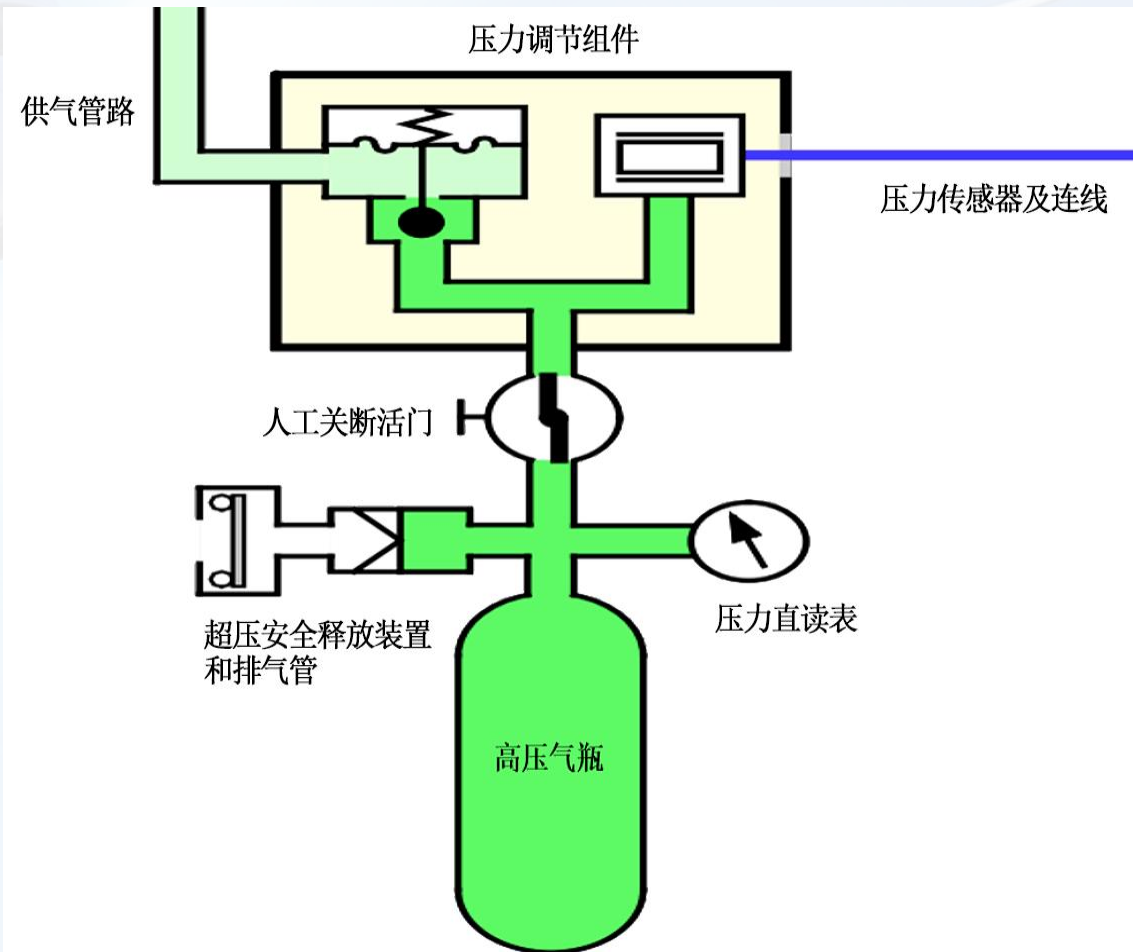 压力调节组件
供气管路
压力传感器及连线
人工关断活门
超压安全释放装置
和排气管
压力直读表
高压气瓶